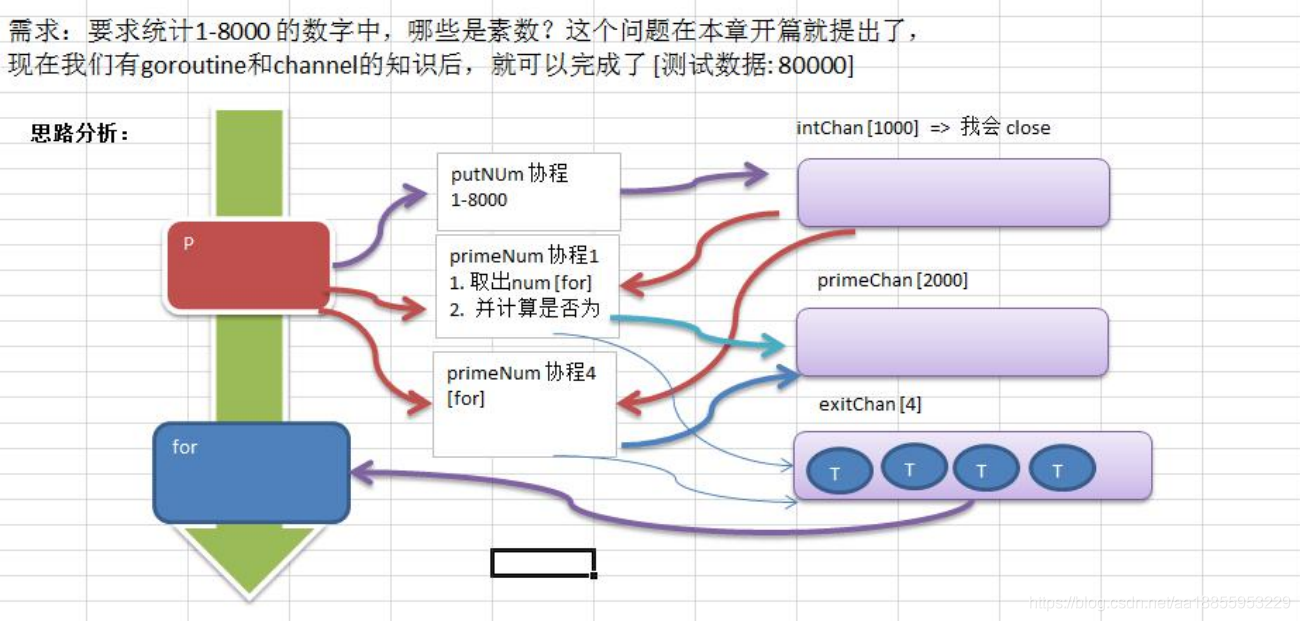 需求：要求统计1-8000 的数字中，哪些是素数？这个问题在本章开篇就提出了，
现在我们有goroutine和channel的知识后，就可以完成了 [测试数据: 80000]
思路分析：
intChan [1000] => 我会 close
putNUm 协程
1-8000
P
primeNum 协程1
1. 取出num [for]
2. 并计算是否为
primeChan [2000]
primeNum 协程4
[for]
exitChan [4]
for
T
T
T
T
https://blog.csdn.net/aa18855953229